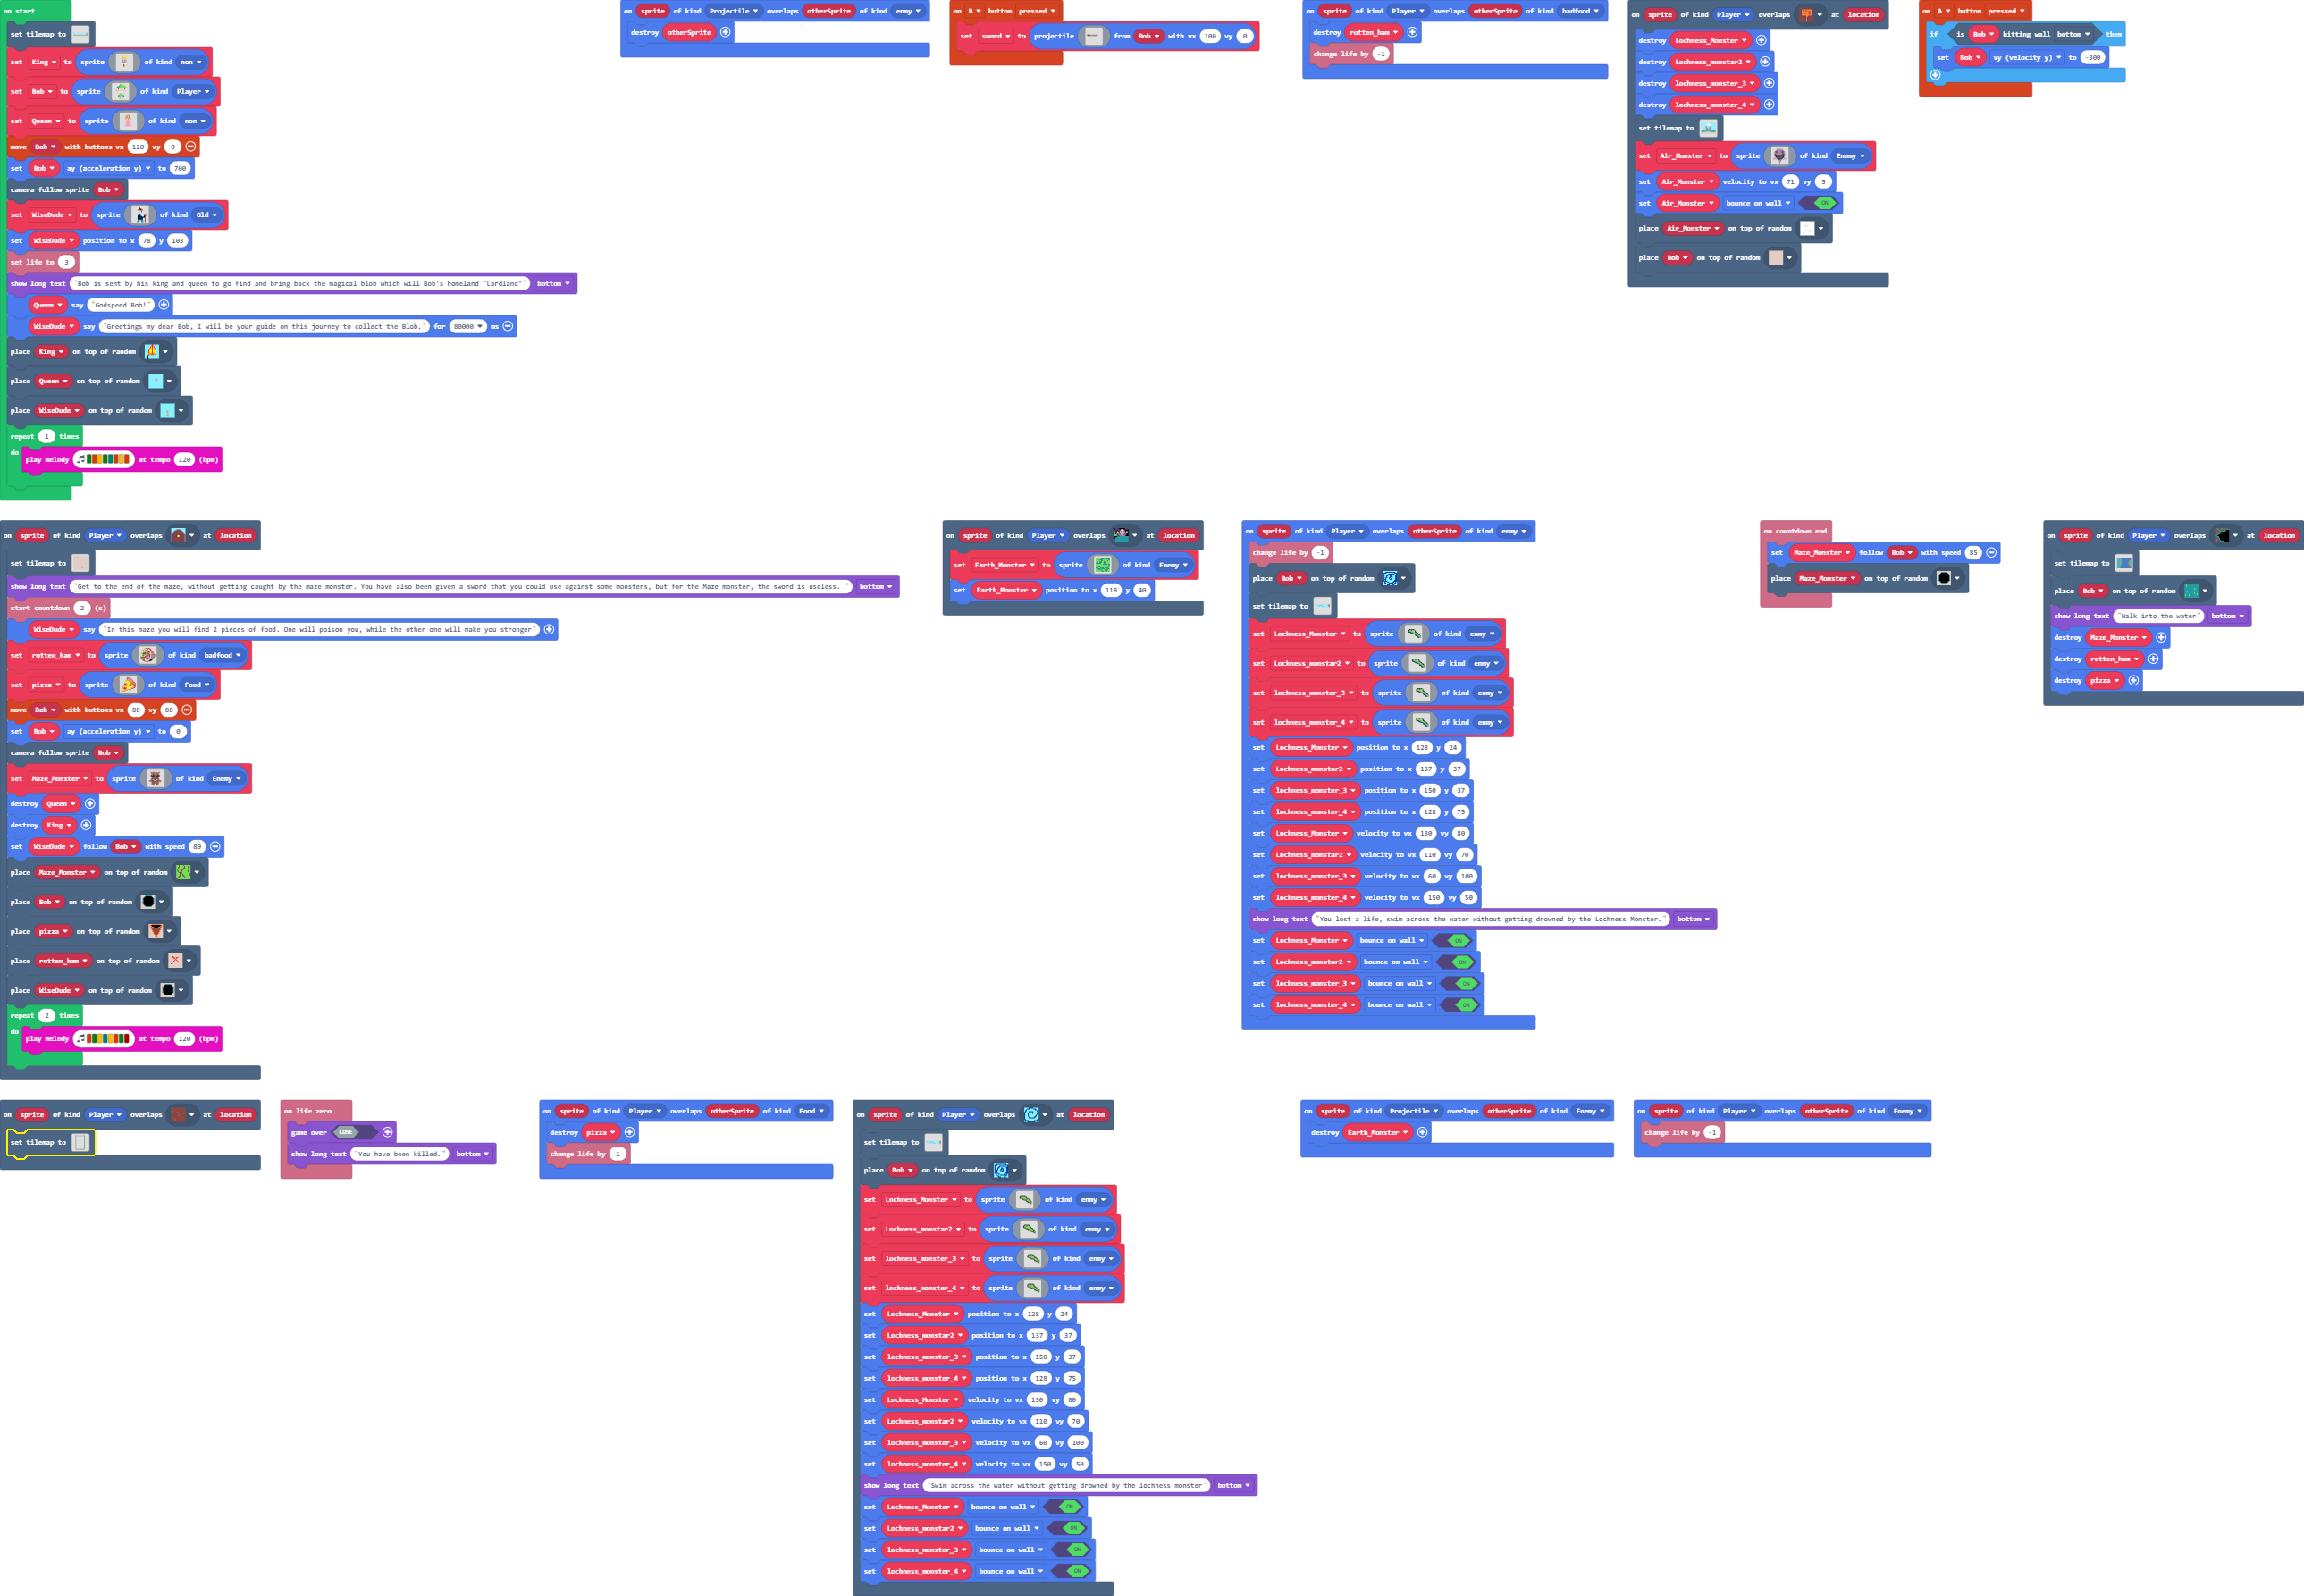 on start
set tilemap to
set King to sprite of kind non
set Bob to sprite of kind Player
set Queen to sprite of kind non
move Bob with buttons vx 120 vy 0
set Bob ay (acceleration y) to 700
camera follow sprite Bob
set WiseDude to sprite of kind Old
set WiseDude position to x 78 y 103
set life to 3
show long text "Bob is sent by his king and queen to go find and bring back the magical blob which will Bob's homeland "Lardland"" bottom
Queen say "Godspeed Bob!"
WiseDude say "Greetings my dear Bob, I will be your guide on this journey to collect the Blob." for 80000 ms
place King on top of random
place Queen on top of random
place WiseDude on top of random
repeat 1 times
do play melody at tempo 120 (bpm)
on sprite of kind Projectile overlaps otherSprite of kind enmy
destroy otherSprite
on B button pressed
set sword to projectile from Bob with vx 100 vy 0
on sprite of kind Player overlaps otherSprite of kind badfood
destroy rotten_ham
change life by -1
on sprite of kind Player overlaps at location
destroy Lochness_Monster
destroy Lochness_monstar2
destroy lochness_monster_3
destroy lochness_monster_4
set tilemap to
set Air_Monster to sprite of kind Enemy
set Air_Monster velocity to vx 71 vy 5
set Air_Monster bounce on wall ON
place Air_Monster on top of random
place Bob on top of random
on A button pressed
if is Bob hitting wall bottom then
set Bob vy (velocity y) to -300
on sprite of kind Player overlaps at location
set tilemap to
show long text "Get to the end of the maze, without getting caught by the maze monster. You have also been given a sword that you could use against some monsters, but for the Maze monster, the sword is useless. " bottom
start countdown 2 (s)
WiseDude say "In this maze you will find 2 pieces of food. One will poison you, while the other one will make you stronger"
set rotten_ham to sprite of kind badfood
set pizza to sprite of kind Food
move Bob with buttons vx 88 vy 88
set Bob ay (acceleration y) to 0
camera follow sprite Bob
set Maze_Monster to sprite of kind Enemy
destroy Queen
destroy King
set WiseDude follow Bob with speed 89
place Maze_Monster on top of random
place Bob on top of random
place pizza on top of random
place rotten_ham on top of random
place WiseDude on top of random
repeat 2 times
do play melody at tempo 120 (bpm)
on sprite of kind Player overlaps at location
set Earth_Monster to sprite of kind Enemy
set Earth_Monster position to x 118 y 40
on sprite of kind Player overlaps otherSprite of kind enmy
change life by -1
place Bob on top of random
set tilemap to
set Lochness_Monster to sprite of kind enmy
set Lochness_monstar2 to sprite of kind enmy
set lochness_monster_3 to sprite of kind enmy
set lochness_monster_4 to sprite of kind enmy
set Lochness_Monster position to x 128 y 24
set Lochness_monstar2 position to x 137 y 37
set lochness_monster_3 position to x 150 y 37
set lochness_monster_4 position to x 128 y 75
set Lochness_Monster velocity to vx 130 vy 80
set Lochness_monstar2 velocity to vx 110 vy 70
set lochness_monster_3 velocity to vx 60 vy 100
set lochness_monster_4 velocity to vx 150 vy 50
show long text "You lost a life, swim across the water without getting drowned by the Lochness Monster." bottom
set Lochness_Monster bounce on wall ON
set Lochness_monstar2 bounce on wall ON
set lochness_monster_3 bounce on wall ON
set lochness_monster_4 bounce on wall ON
on countdown end
set Maze_Monster follow Bob with speed 85
place Maze_Monster on top of random
on sprite of kind Player overlaps at location
set tilemap to
place Bob on top of random
show long text "Walk into the water" bottom
destroy Maze_Monster
destroy rotten_ham
destroy pizza
on sprite of kind Player overlaps at location
set tilemap to
on life zero
game over LOSE
show long text "You have been killed." bottom
on sprite of kind Player overlaps otherSprite of kind Food
destroy pizza
change life by 1
on sprite of kind Player overlaps at location
set tilemap to
place Bob on top of random
set Lochness_Monster to sprite of kind enmy
set Lochness_monstar2 to sprite of kind enmy
set lochness_monster_3 to sprite of kind enmy
set lochness_monster_4 to sprite of kind enmy
set Lochness_Monster position to x 128 y 24
set Lochness_monstar2 position to x 137 y 37
set lochness_monster_3 position to x 150 y 37
set lochness_monster_4 position to x 128 y 75
set Lochness_Monster velocity to vx 130 vy 80
set Lochness_monstar2 velocity to vx 110 vy 70
set lochness_monster_3 velocity to vx 60 vy 100
set lochness_monster_4 velocity to vx 150 vy 50
show long text "Swim across the water without getting drowned by the lochness monster" bottom
set Lochness_Monster bounce on wall ON
set Lochness_monstar2 bounce on wall ON
set lochness_monster_3 bounce on wall ON
set lochness_monster_4 bounce on wall ON
on sprite of kind Projectile overlaps otherSprite of kind Enemy
destroy Earth_Monster
on sprite of kind Player overlaps otherSprite of kind Enemy
change life by -1